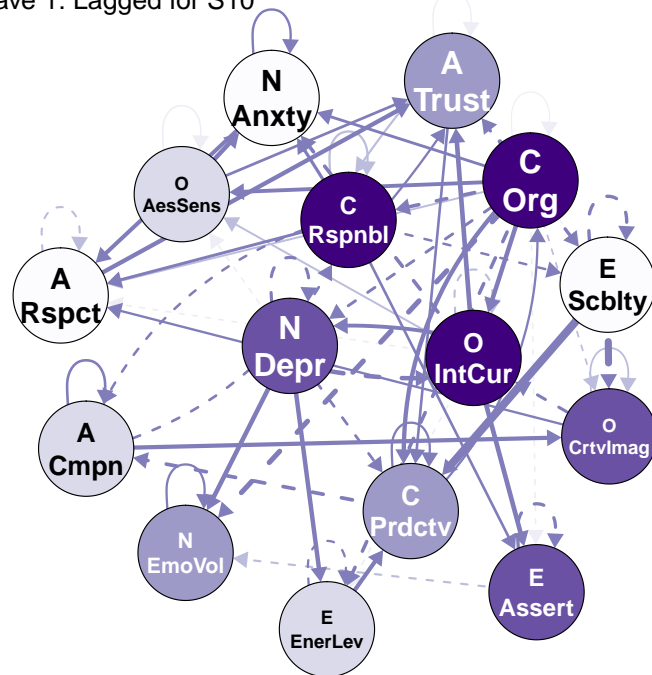 ave 1: Lagged for S10
A
Trust
N
Anxty
C
Org
O
AesSens
C
Rspnbl
A
Rspct
E
Scblty
N
Depr
O
IntCur
O
CrtvImag
A
Cmpn
C
Prdctv
N
EmoVol
E
Assert
E
EnerLev